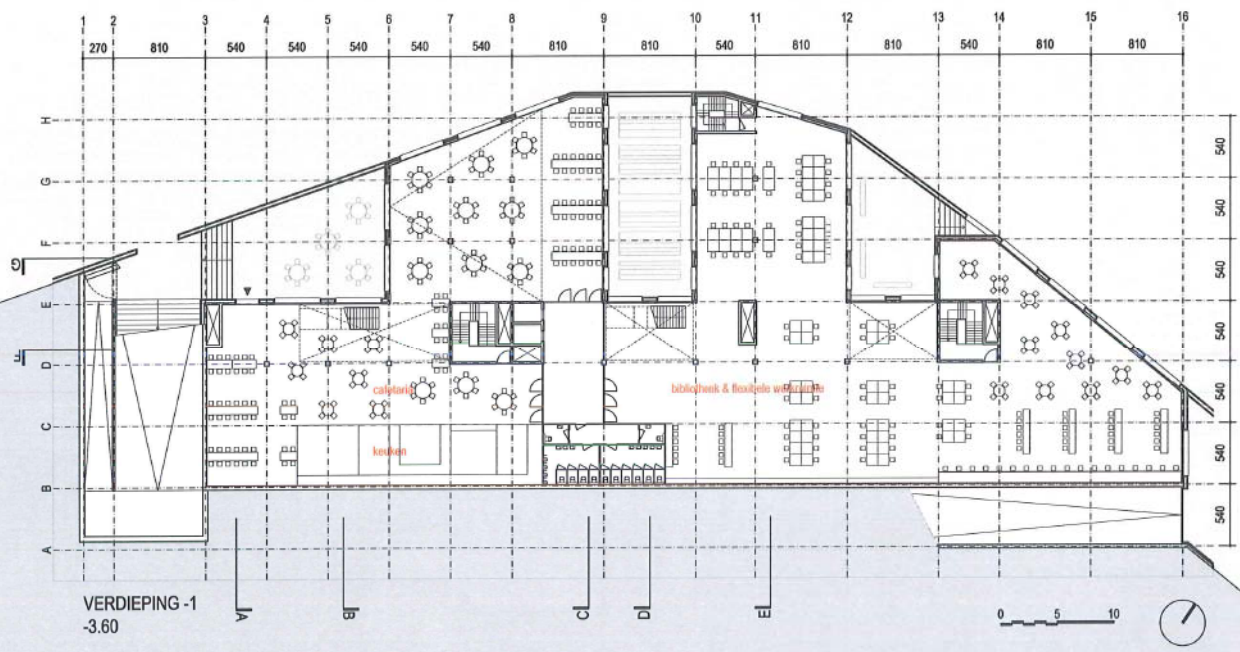 1 2 3 4 5 6 7 8 9 10 11 12 13 14 15 16
270 810 540 540 540 540 540 810 810 540 810 810 540 810 810
H
G
F
E
D
C
B
A
540
540
540
540
540
540
540
G
F
cafetaria
bibliotheek & flexibele werkruimte
keuken
A B C D E
VERDIEPING -1
-3.60
0 5 10